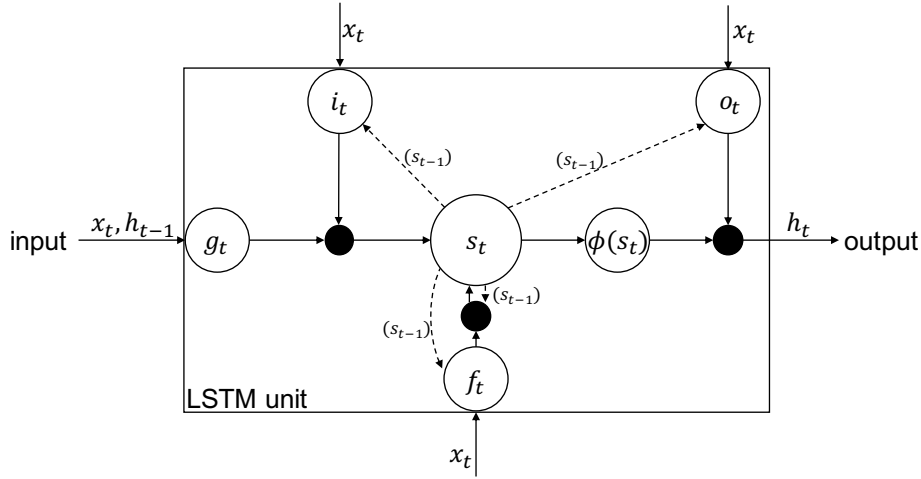 x_t
x_t
i_t
o_t
(s_{t-1})
(s_{t-1})
input
x_t, h_{t-1}
g_t
s_t
ϕ(s_t)
h_t
output
(s_{t-1})
(s_{t-1})
f_t
LSTM unit
x_t